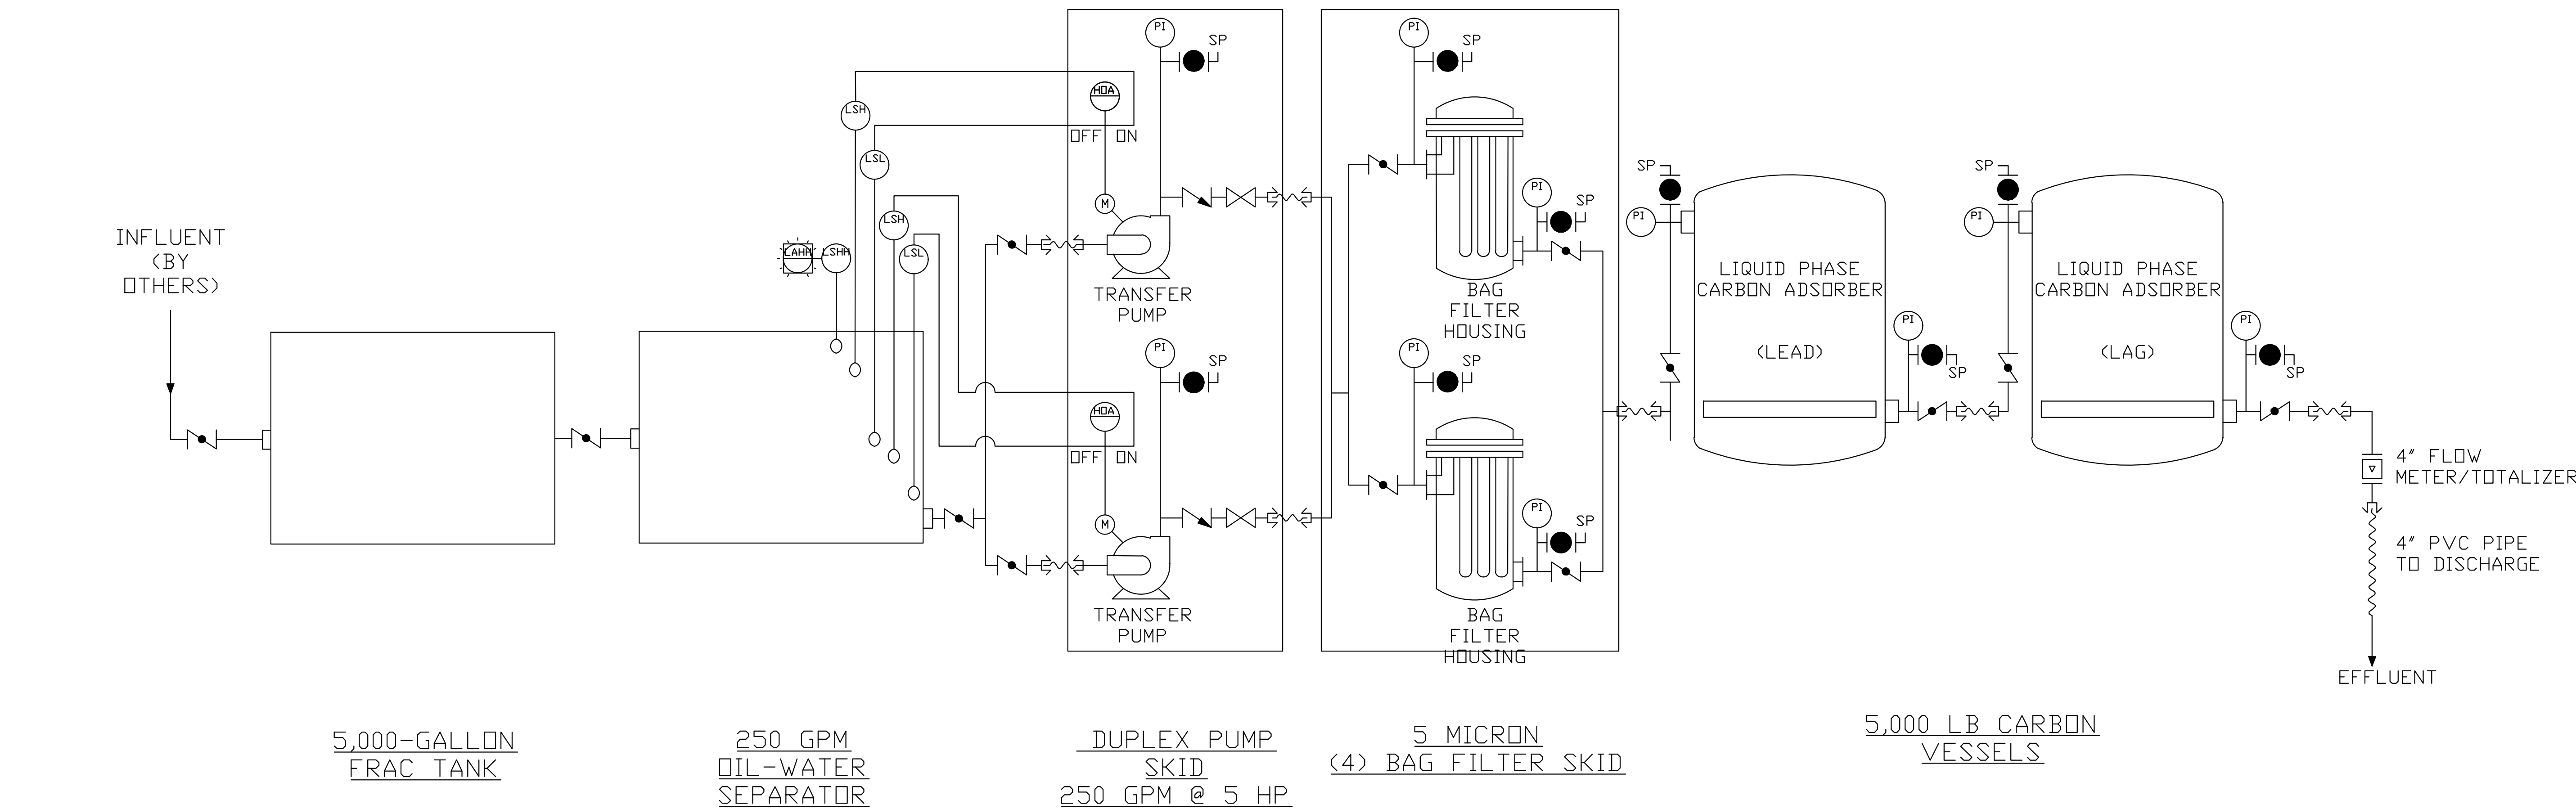 INFLUENT
(BY
OTHERS)
LAHH
LSHH
LSH
LSL
LSH
LSL
HOA
OFF ON
M
PI
SP
TRANSFER
PUMP
HOA
OFF ON
M
PI
SP
TRANSFER
PUMP
PI
SP
PI
SP
BAG
FILTER
HOUSING
PI
SP
PI
SP
BAG
FILTER
HOUSING
SP
PI
LIQUID PHASE
CARBON ADSORBER
(LEAD)
PI
SP
SP
PI
LIQUID PHASE
CARBON ADSORBER
(LAG)
PI
SP
4" FLOW
METER/TOTALIZER
4" PVC PIPE
TO DISCHARGE
EFFLUENT
5,000-GALLON
FRAC TANK
250 GPM
OIL-WATER
SEPARATOR
DUPLEX PUMP
SKID
250 GPM @ 5 HP
5 MICRON
(4) BAG FILTER SKID
5,000 LB CARBON
VESSELS